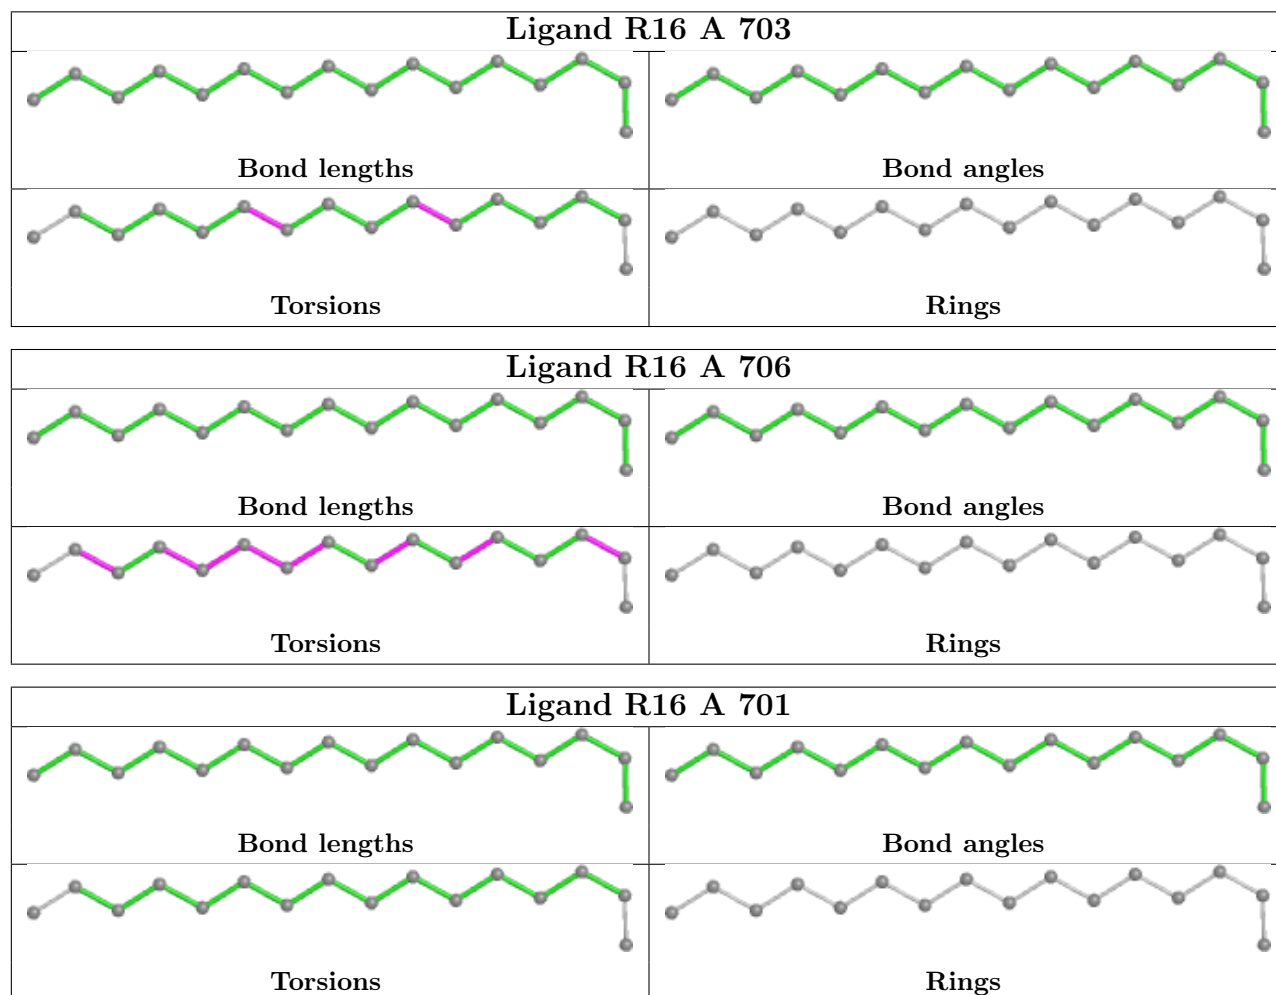 Ligand R16 A 703
Bond lengths
Bond angles
Torsions
Rings
Ligand R16 A 706
Bond lengths
Bond angles
Torsions
Rings
Ligand R16 A 701
Bond lengths
Bond angles
Torsions
Rings